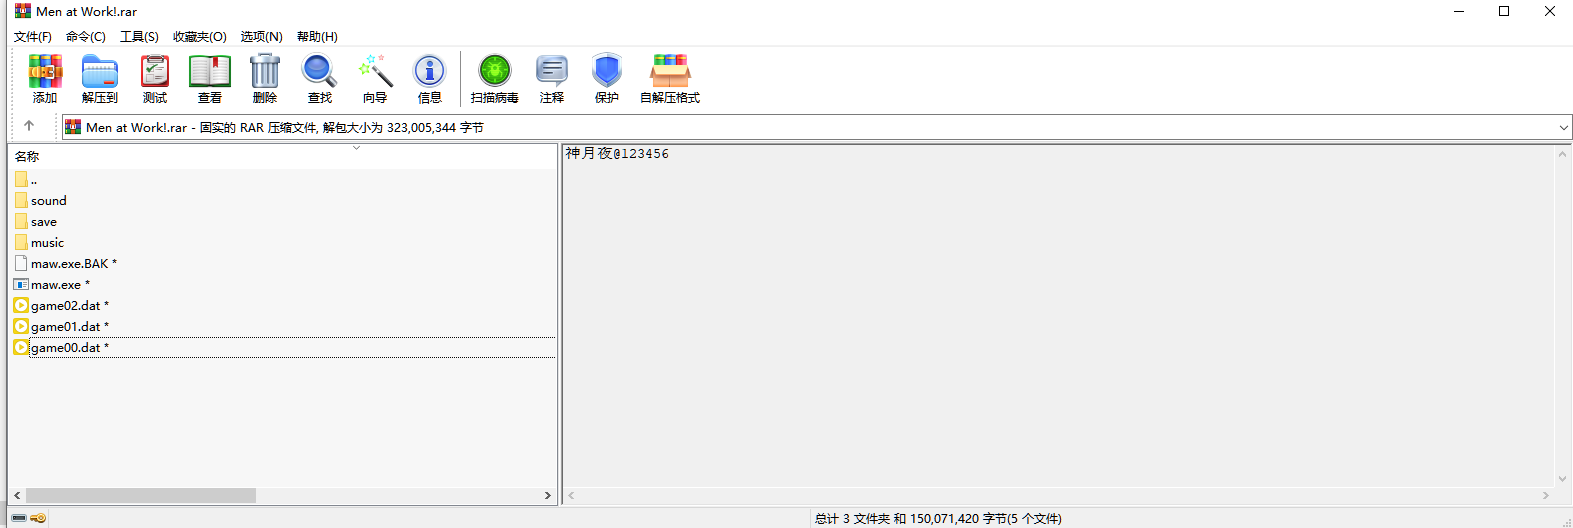 Men at Work!.rar
文件(F) 命令(C) 工具(S) 收藏夹(O) 选项(N) 帮助(H)
添加 解压到 测试 查看 删除 查找 向导 信息 扫描病毒 注释 保护 自解压格式
Men at Work!.rar - 固实的 RAR 压缩文件, 解包大小为 323,005,344 字节
名称
..
sound
save
music
maw.exe.BAK *
maw.exe *
game02.dat *
game01.dat *
game00.dat *
神月夜@123456
总计 3 文件夹 和 150,071,420 字节(5 个文件)